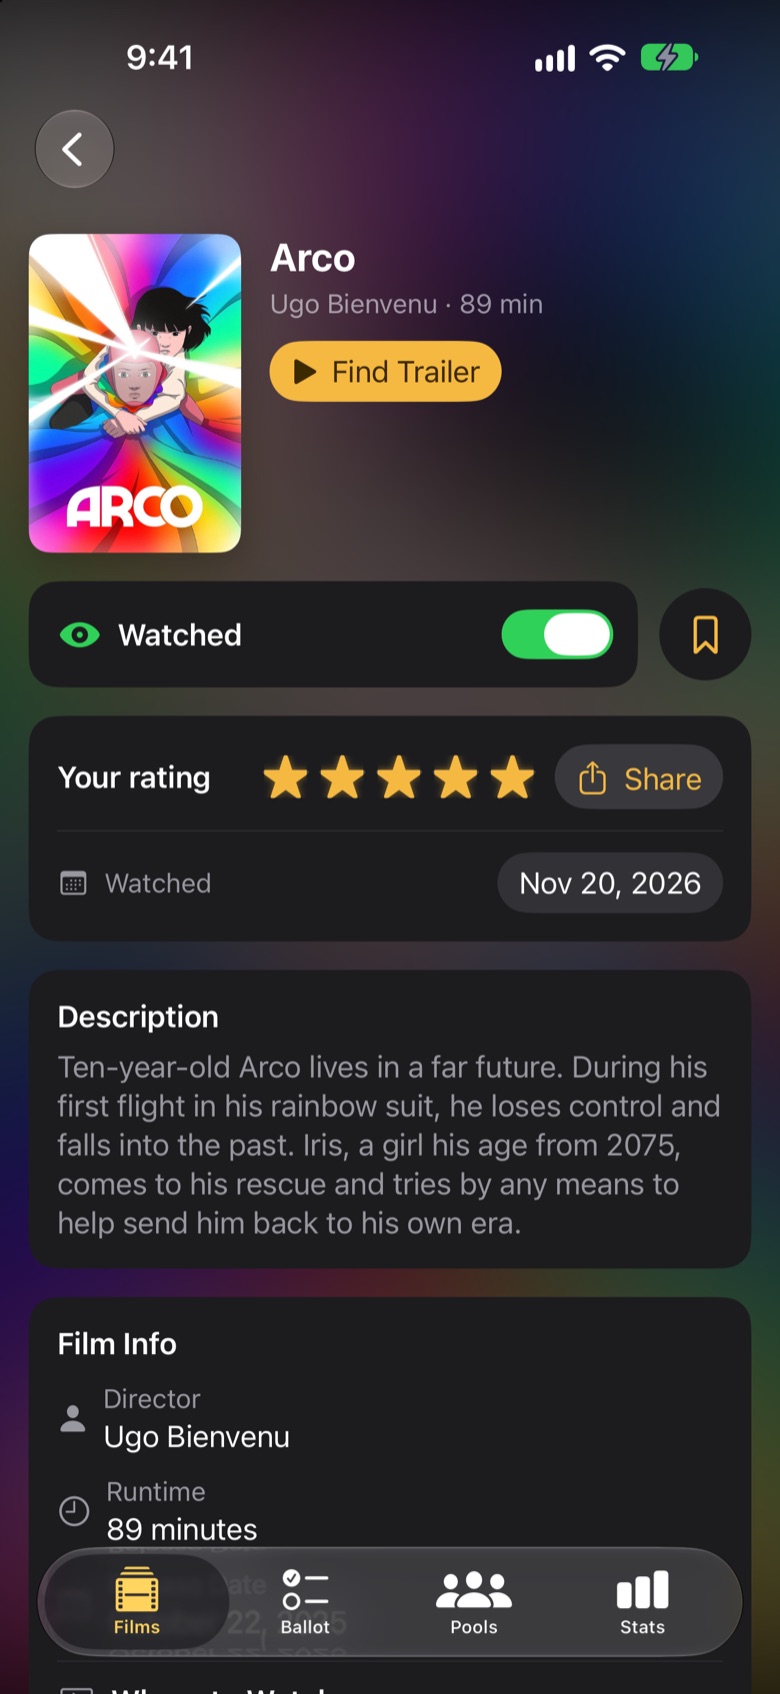 9:41
Arco
Ugo Bienvenu · 89 min
Find Trailer
ARCO
Watched
Your rating
Share
Watched
Nov 20, 2026
Description
Ten-year-old Arco lives in a far future. During his
first flight in his rainbow suit, he loses control and
falls into the past. Iris, a girl his age from 2075,
comes to his rescue and tries by any means to
help send him back to his own era.
Film Info
Director
Ugo Bienvenu
Runtime
89 minutes
22, 2025
Films
Ballot
Pools
Stats